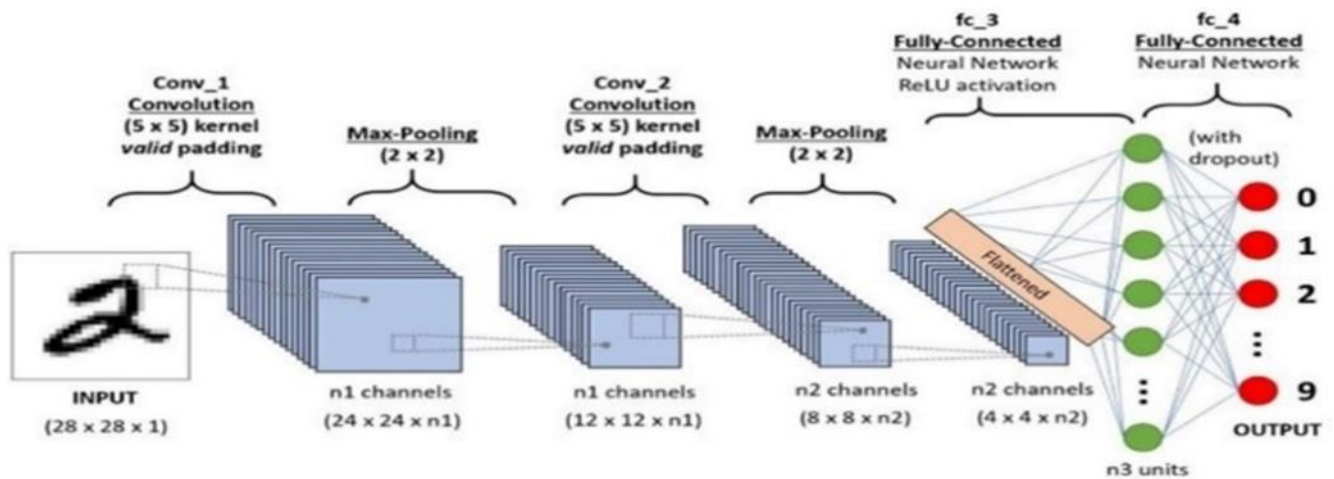 fc_3
Fully-Connected
Neural Network
ReLU activation
fc_4
Fully-Connected
Neural Network
Conv_1
Convolution
(5 x 5) kernel
valid padding
Max-Pooling
(2 x 2)
Conv_2
Convolution
(5 x 5) kernel
valid padding
Max-Pooling
(2 x 2)
(with
dropout)
Flattened
0
1
2
9
INPUT
(28 x 28 x 1)
n1 channels
(24 x 24 x n1)
n1 channels
(12 x 12 x n1)
n2 channels
(8 x 8 x n2)
n2 channels
(4 x 4 x n2)
OUTPUT
n3 units